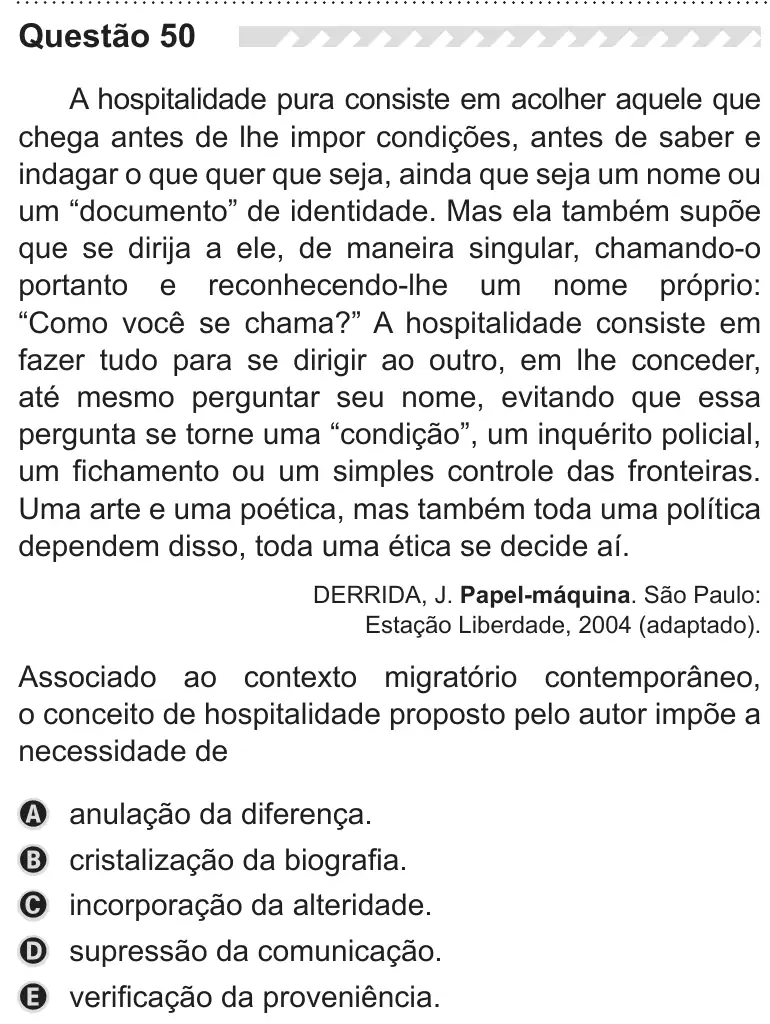 Questão 50
A hospitalidade pura consiste em acolher aquele que
chega antes de lhe impor condições, antes de saber e
indagar o que quer que seja, ainda que seja um nome ou
um “documento” de identidade. Mas ela também supõe
que se dirija a ele, de maneira singular, chamando-o
portanto e reconhecendo-lhe um nome próprio:
“Como você se chama?” A hospitalidade consiste em
fazer tudo para se dirigir ao outro, em lhe conceder,
até mesmo perguntar seu nome, evitando que essa
pergunta se torne uma “condição”, um inquérito policial,
um fichamento ou um simples controle das fronteiras.
Uma arte e uma poética, mas também toda uma política
dependem disso, toda uma ética se decide aí.
DERRIDA, J. Papel-máquina. São Paulo:
Estação Liberdade, 2004 (adaptado).
Associado ao contexto migratório contemporâneo,
o conceito de hospitalidade proposto pelo autor impõe a
necessidade de
A anulação da diferença.
B cristalização da biografia.
C incorporação da alteridade.
D supressão da comunicação.
E verificação da proveniência.